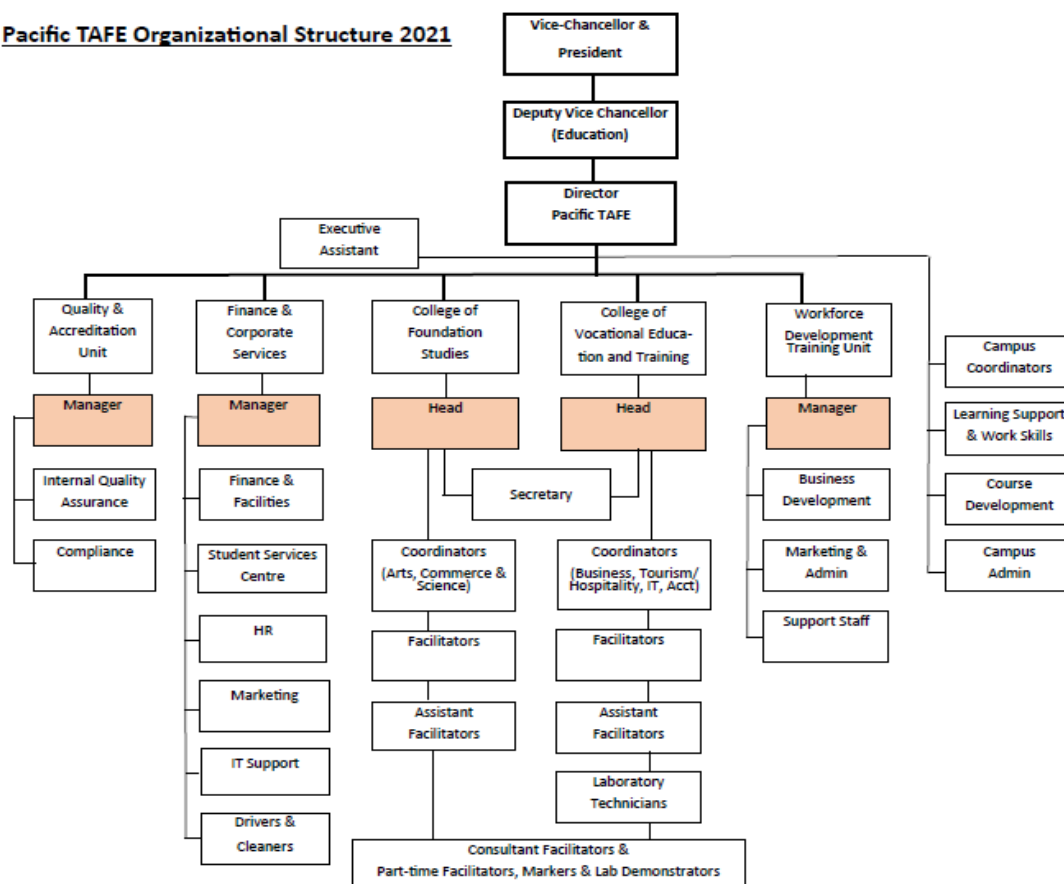 Pacific TAFE Organizational Structure 2021
Vice-Chancellor &
President
Deputy Vice Chancellor
(Education)
Director
Pacific TAFE
Executive
Assistant
Quality &
Accreditation
Unit
Finance &
Corporate
Services
College of
Foundation
Studies
College of
Vocational Educa-
tion and Training
Workforce
Development
Training Unit
Campus
Coordinators
Manager
Manager
Head
Head
Manager
Learning Support
& Work Skills
Internal Quality
Assurance
Finance &
Facilities
Secretary
Business
Development
Course
Development
Compliance
Student Services
Centre
Coordinators
(Arts, Commerce &
Science)
Coordinators
(Business, Tourism/
Hospitality, IT, Acct)
Marketing &
Admin
Campus
Admin
HR
Facilitators
Facilitators
Support Staff
Marketing
Assistant
Facilitators
Assistant
Facilitators
IT Support
Laboratory
Technicians
Drivers &
Cleaners
Consultant Facilitators &
Part-time Facilitators, Markers & Lab Demonstrators